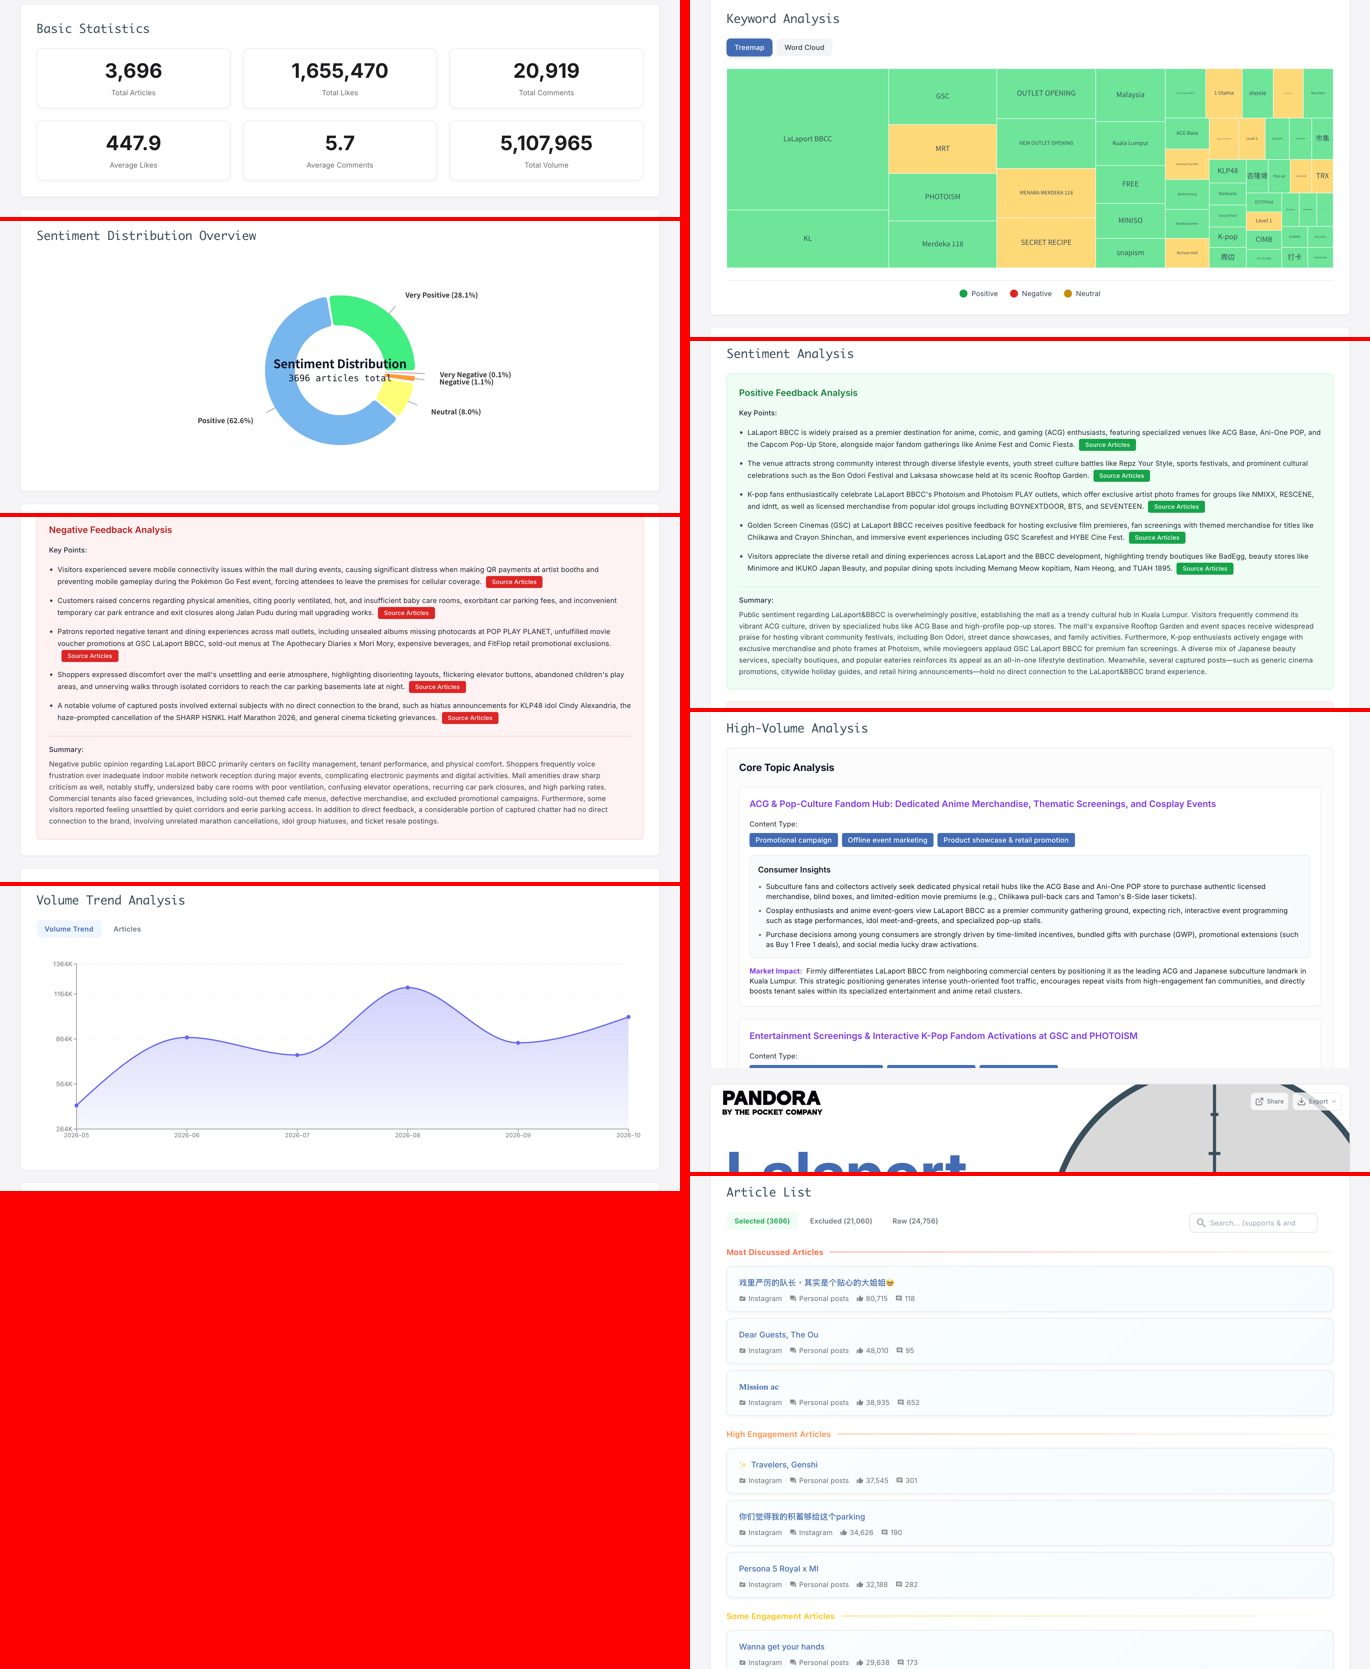 Basic Statistics
3,696
Total Articles
1,655,470
Total Likes
20,919
Total Comments
447.9
Average Likes
5.7
Average Comments
5,107,965
Total Volume
Sentiment Distribution Overview
Very Positive (28.1%)
Sentiment Distribution
3696 articles total
Very Negative (0.1%)
Negative (1.1%)
Neutral (8.0%)
Positive (62.6%)
Negative Feedback Analysis
Key Points:
• Visitors experienced severe mobile connectivity issues within the mall during events, causing significant distress when making QR payments at artist booths and
preventing mobile gameplay during the Pokémon Go Fest event, forcing attendees to leave the premises for cellular coverage. Source Articles
• Customers raised concerns regarding physical amenities, citing poorly ventilated, hot, and insufficient baby care rooms, exorbitant car parking fees, and inconvenient
temporary car park entrance and exit closures along Jalan Pudu during mall upgrading works. Source Articles
• Patrons reported negative tenant and dining experiences across mall outlets, including unsealed albums missing photocards at POP PLAY PLANET, unfulfilled movie
voucher promotions at GSC LaLaport BBCC, sold-out menus at The Apothecary Diaries x Mori Mory, expensive beverages, and FitFlop retail promotional exclusions.
Source Articles
• Shoppers expressed discomfort over the mall's unsettling and eerie atmosphere, highlighting disorienting layouts, flickering elevator buttons, abandoned children's play
areas, and unnerving walks through isolated corridors to reach the car parking basements late at night. Source Articles
• A notable volume of captured posts involved external subjects with no direct connection to the brand, such as hiatus announcements for KLP48 idol Cindy Alexandria, the
haze-prompted cancellation of the SHARP HSNKL Half Marathon 2026, and general cinema ticketing grievances. Source Articles
Summary:
Negative public opinion regarding LaLaport BBCC primarily centers on facility management, tenant performance, and physical comfort. Shoppers frequently voice
frustration over inadequate indoor mobile network reception during major events, complicating electronic payments and digital activities. Mall amenities draw sharp
criticism as well, notably stuffy, undersized baby care rooms with poor ventilation, confusing elevator operations, recurring car park closures, and high parking rates.
Commercial tenants also faced grievances, including sold-out themed cafe menus, defective merchandise, and excluded promotional campaigns. Furthermore, some
visitors reported feeling unsettled by quiet corridors and eerie parking access. In addition to direct feedback, a considerable portion of captured chatter had no direct
connection to the brand, involving unrelated marathon cancellations, idol group hiatuses, and ticket resale postings.
Volume Trend Analysis
Volume Trend
Articles
1364K
1164K
864K
564K
264K
2026-05
2026-06
2026-07
2026-08
2026-09
2026-10
Keyword Analysis
Treemap
Word Cloud
LaLaport BBCC
KL
GSC
MRT
PHOTOISM
Merdeka 118
OUTLET OPENING
NEW OUTLET OPENING
MENARA MERDEKA 118
SECRET RECIPE
Malaysia
Kuala Lumpur
FREE
MINISO
snapism
ACG Base
1 Utama
movie
市集
KLP48
吉隆坡
Pop up
TRX
Level 1
K-pop
CIMB
周边
打卡
Positive
Negative
Neutral
Sentiment Analysis
Positive Feedback Analysis
Key Points:
• LaLaport BBCC is widely praised as a premier destination for anime, comic, and gaming (ACG) enthusiasts, featuring specialized venues like ACG Base, Ani-One POP, and
the Capcom Pop-Up Store, alongside major fandom gatherings like Anime Fest and Comic Fiesta. Source Articles
• The venue attracts strong community interest through diverse lifestyle events, youth street culture battles like Repz Your Style, sports festivals, and prominent cultural
celebrations such as the Bon Odori Festival and Laksasa showcase held at its scenic Rooftop Garden. Source Articles
• K-pop fans enthusiastically celebrate LaLaport BBCC's Photoism and Photoism PLAY outlets, which offer exclusive artist photo frames for groups like NMIXX, RESCENE,
and idntt, as well as licensed merchandise from popular idol groups including BOYNEXTDOOR, BTS, and SEVENTEEN. Source Articles
• Golden Screen Cinemas (GSC) at LaLaport BBCC receives positive feedback for hosting exclusive film premieres, fan screenings with themed merchandise for titles like
Chiikawa and Crayon Shinchan, and immersive event experiences including GSC Scarefest and HYBE Cine Fest. Source Articles
• Visitors appreciate the diverse retail and dining experiences across LaLaport and the BBCC development, highlighting trendy boutiques like BadEgg, beauty stores like
Minimore and IKUKO Japan Beauty, and popular dining spots including Memang Meow kopitiam, Nam Heong, and TUAH 1895. Source Articles
Summary:
Public sentiment regarding LaLaport&BBCC is overwhelmingly positive, establishing the mall as a trendy cultural hub in Kuala Lumpur. Visitors frequently commend its
vibrant ACG culture, driven by specialized hubs like ACG Base and high-profile pop-up stores. The mall's expansive Rooftop Garden and event spaces receive widespread
praise for hosting vibrant community festivals, including Bon Odori, street dance showcases, and family activities. Furthermore, K-pop enthusiasts actively engage with
exclusive merchandise and photo frames at Photoism, while moviegoers applaud GSC LaLaport BBCC for premium fan screenings. A diverse mix of Japanese beauty
services, specialty boutiques, and popular eateries reinforces its appeal as an all-in-one lifestyle destination. Meanwhile, several captured posts—such as generic cinema
promotions, citywide holiday guides, and retail hiring announcements—hold no direct connection to the LaLaport&BBCC brand experience.
High-Volume Analysis
Core Topic Analysis
ACG & Pop-Culture Fandom Hub: Dedicated Anime Merchandise, Thematic Screenings, and Cosplay Events
Content Type:
Promotional campaign
Offline event marketing
Product showcase & retail promotion
Consumer Insights
• Subculture fans and collectors actively seek dedicated physical retail hubs like the ACG Base and Ani-One POP store to purchase authentic licensed
merchandise, blind boxes, and limited-edition movie premiums (e.g., Chiikawa pull-back cars and Tamon's B-Side laser tickets).
• Cosplay enthusiasts and anime event-goers view LaLaport BBCC as a premier community gathering ground, expecting rich, interactive event programming
such as stage performances, idol meet-and-greets, and specialized pop-up stalls.
• Purchase decisions among young consumers are strongly driven by time-limited incentives, bundled gifts with purchase (GWP), promotional extensions (such
as Buy 1 Free 1 deals), and social media lucky draw activations.
Market Impact: Firmly differentiates LaLaport BBCC from neighboring commercial centers by positioning it as the leading ACG and Japanese subculture landmark in
Kuala Lumpur. This strategic positioning generates intense youth-oriented foot traffic, encourages repeat visits from high-engagement fan communities, and directly
boosts tenant sales within its specialized entertainment and anime retail clusters.
Entertainment Screenings & Interactive K-Pop Fandom Activations at GSC and PHOTOISM
Content Type:
PANDORA
BY THE POCKET COMPANY
Share
Export
Lalaport
Article List
Selected (3696)
Excluded (21,060)
Raw (24,756)
Search... (supports & and
Most Discussed Articles
戏里严厉的队长，其实是个贴心的大姐姐🥹
Instagram Personal posts 80,715 118
Dear Guests, The Ou
Instagram Personal posts 48,010 95
Mission ac
Instagram Personal posts 38,935 652
High Engagement Articles
✨ Travelers, Genshi
Instagram Personal posts 37,545 301
你们觉得我的积蓄够给这个parking
Instagram Instagram 34,626 190
Persona 5 Royal x MI
Instagram Personal posts 32,188 282
Some Engagement Articles
Wanna get your hands
Instagram Personal posts 29,638 173